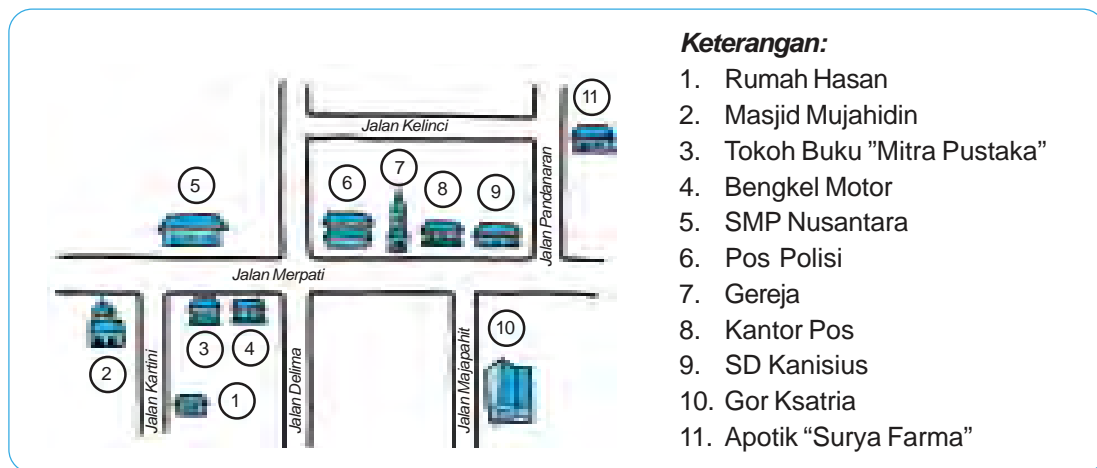 Keterangan:
1. Rumah Hasan
2. Masjid Mujahidin
3. Tokoh Buku "Mitra Pustaka”
4. Bengkel Motor
5. SMP Nusantara
6. Pos Polisi
7. Gereja
8. Kantor Pos
9. SD Kanisius
10. Gor Ksatria
11. Apotik “Surya Farma”
11
Jalan Kelinci
7
5
6
8
9
Jalan Pandanaran
Jalan Merpati
2
Jalan Kartini
3
4
1
Jalan Delima
Jalan Majapahit
10